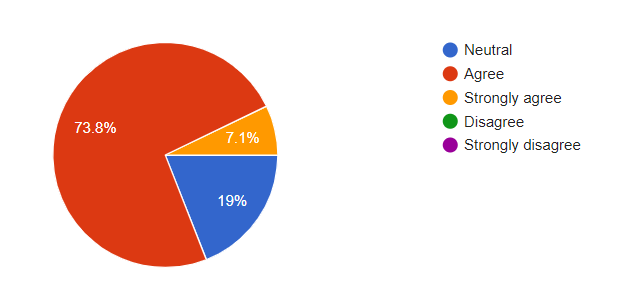 Neutral
Agree
Strongly agree
Disagree
Strongly disagree
73.8%
7.1%
19%